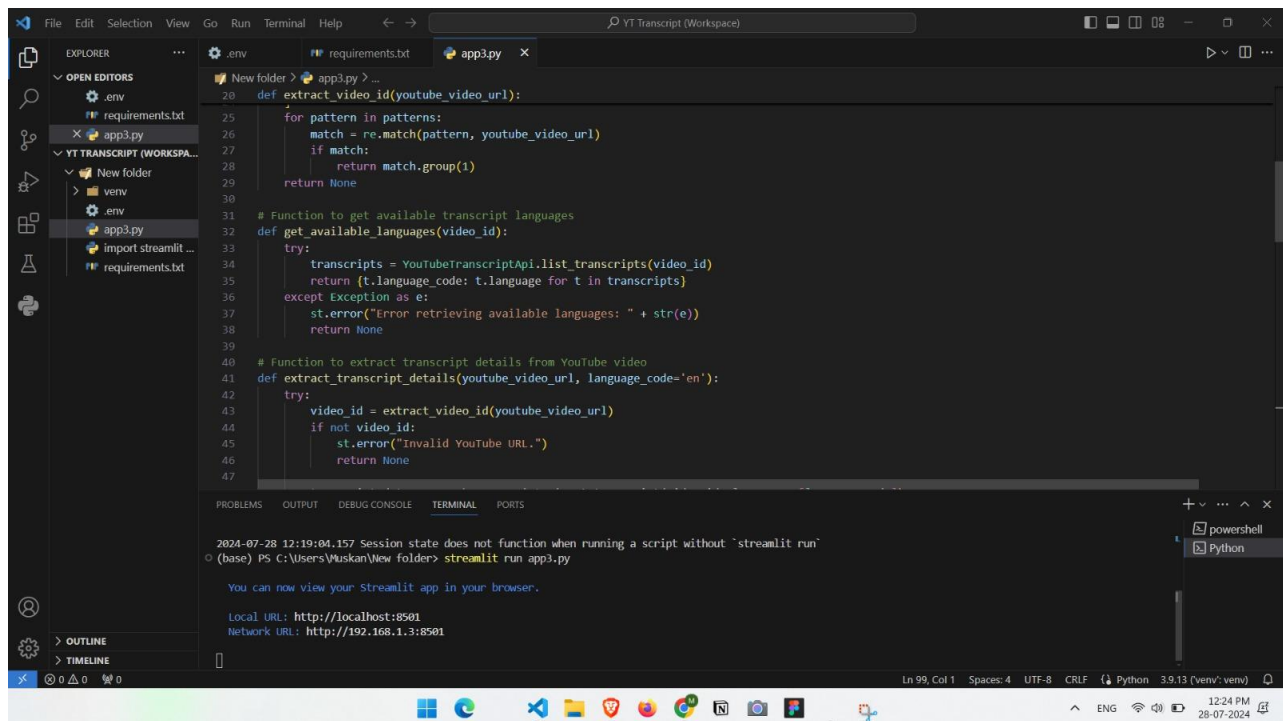 File Edit Selection View Go Run Terminal Help YT Transcript (Workspace)
EXPLORER
.env requirements.txt app3.py
OPEN EDITORS
.env
requirements.txt
app3.py
YT TRANSCRIPT (WORKSPA...
New folder
venv
.env
app3.py
import streamlit ...
requirements.txt
OUTLINE
TIMELINE
New folder > app3.py > ...
20 def extract_video_id(youtube_video_url):
25 for pattern in patterns:
26 match = re.match(pattern, youtube_video_url)
27 if match:
28 return match.group(1)
29 return None
30
31 # Function to get available transcript languages
32 def get_available_languages(video_id):
33 try:
34 transcripts = YouTubeTranscriptApi.list_transcripts(video_id)
35 return {t.language_code: t.language for t in transcripts}
36 except Exception as e:
37 st.error("Error retrieving available languages: " + str(e))
38 return None
39
40 # Function to extract transcript details from YouTube video
41 def extract_transcript_details(youtube_video_url, language_code='en'):
42 try:
43 video_id = extract_video_id(youtube_video_url)
44 if not video_id:
45 st.error("Invalid YouTube URL.")
46 return None
47
PROBLEMS OUTPUT DEBUG CONSOLE TERMINAL PORTS
powershell
Python
2024-07-28 12:19:04.157 Session state does not function when running a script without `streamlit run`
(base) PS C:\Users\Muskan\New folder> streamlit run app3.py
You can now view your Streamlit app in your browser.
Local URL: http://localhost:8501
Network URL: http://192.168.1.3:8501
0 0 0 Ln 99, Col 1 Spaces: 4 UTF-8 CRLF Python 3.9.13 ('venv': venv)
ENG 12:24 PM
28-07-2024